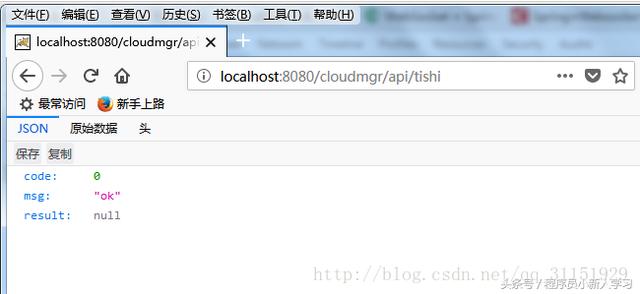 文件(F) 编辑(E) 查看(V) 历史(S) 书签(B) 工具(T) 帮助(H)
localhost:8080/cloudmgr/api
localhost:8080/cloudmgr/api/tishi
最常访问 新手上路
JSON 原始数据 头
保存 复制
code: 0
msg: "ok"
result: null
http://blog.csdn.net/qq_31151929
头条号 / 程序员小新人学习